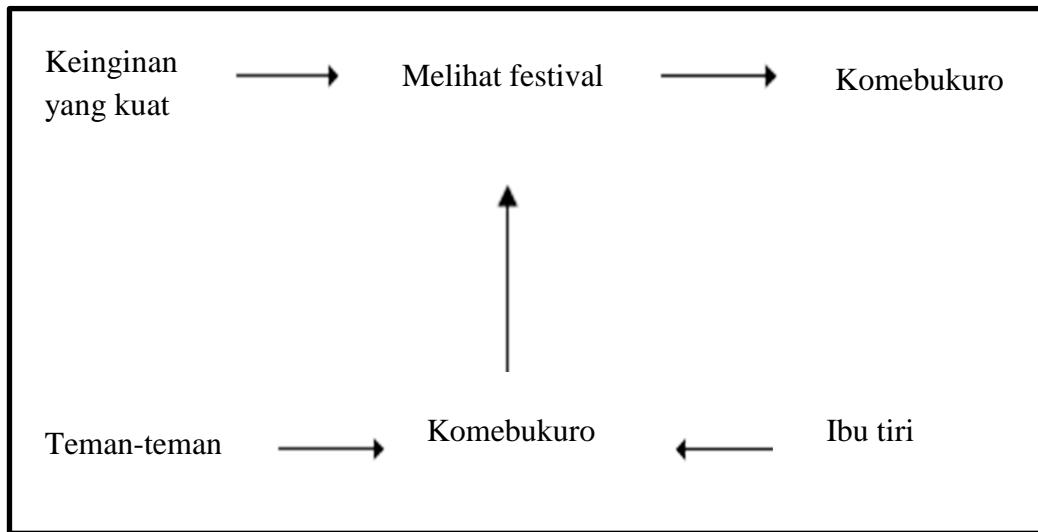 Keinginan
yang kuat
Melihat festival
Komebukuro
Teman-teman
Komebukuro
Ibu tiri